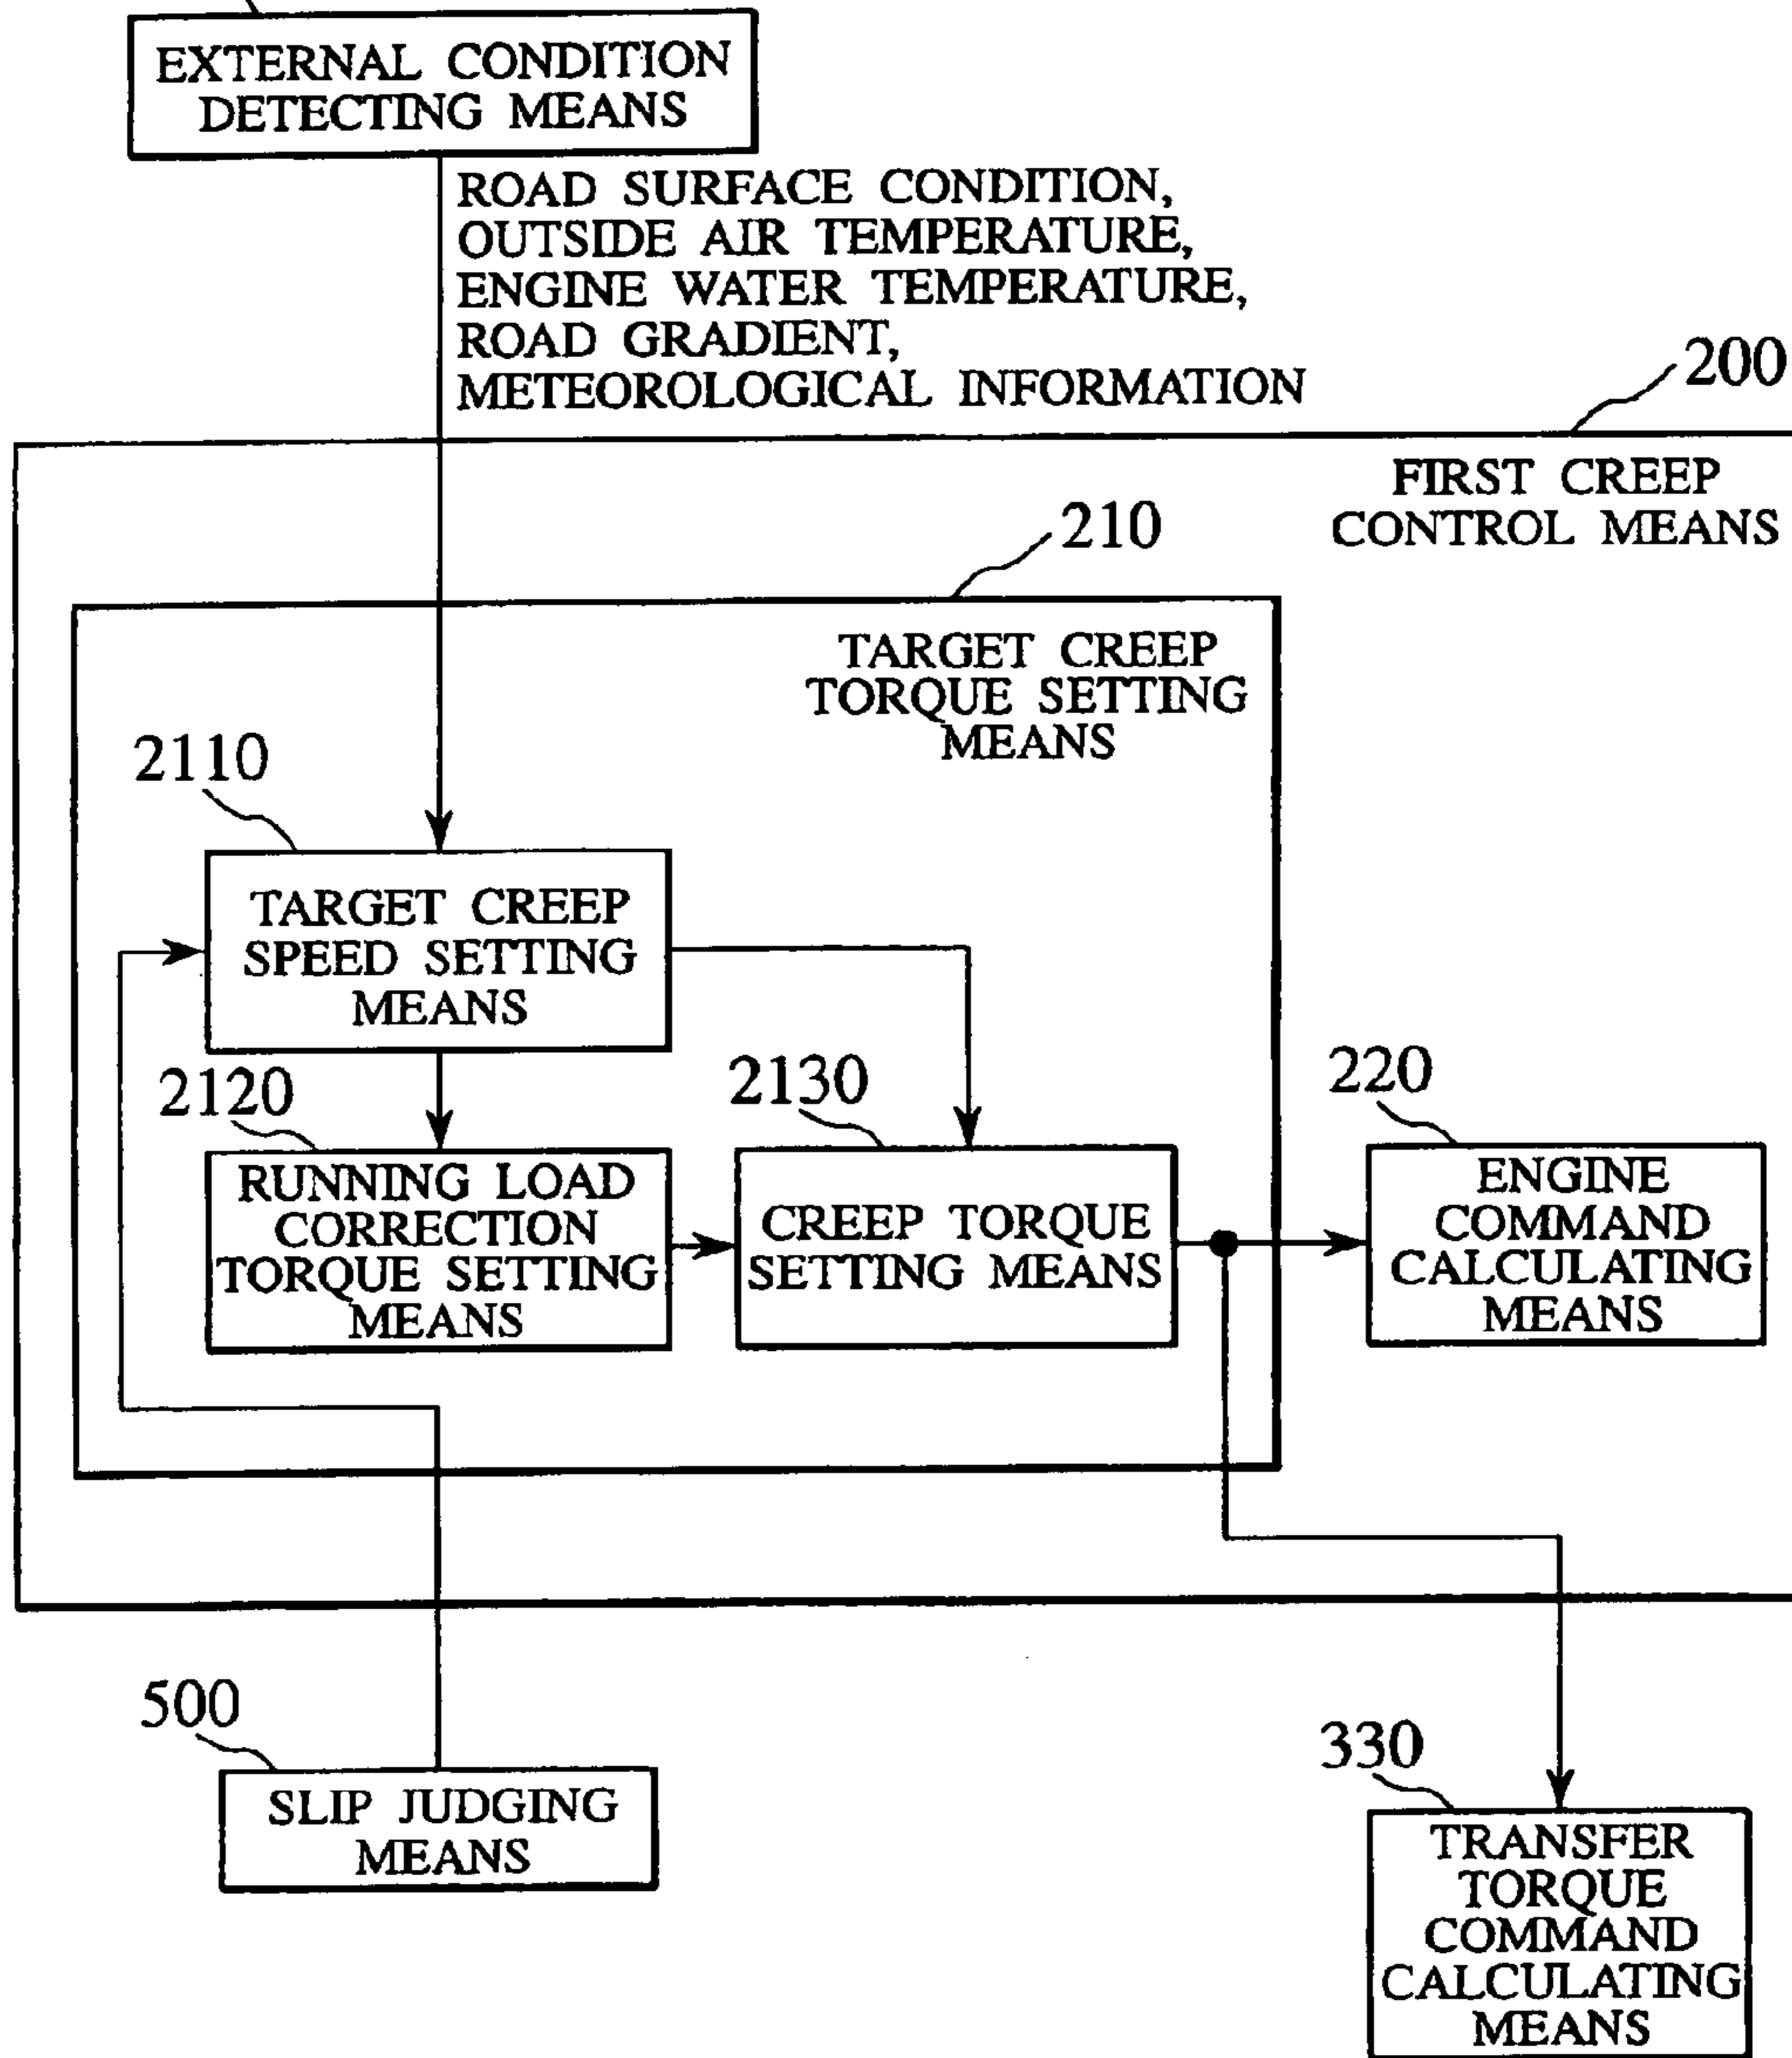 EXTERNAL CONDITION
DETECTING MEANS
ROAD SURFACE CONDITION,
OUTSIDE AIR TEMPERATURE,
ENGINE WATER TEMPERATURE,
ROAD GRADIENT,
METEOROLOGICAL INFORMATION
200
FIRST CREEP
CONTROL MEANS
210
TARGET CREEP
TORQUE SETTING
MEANS
2110
TARGET CREEP
SPEED SETTING
MEANS
2120
RUNNING LOAD
CORRECTION
TORQUE SETTING
MEANS
2130
CREEP TORQUE
SETTING MEANS
220
ENGINE
COMMAND
CALCULATING
MEANS
500
SLIP JUDGING
MEANS
330
TRANSFER
TORQUE
COMMAND
CALCULATING
MEANS